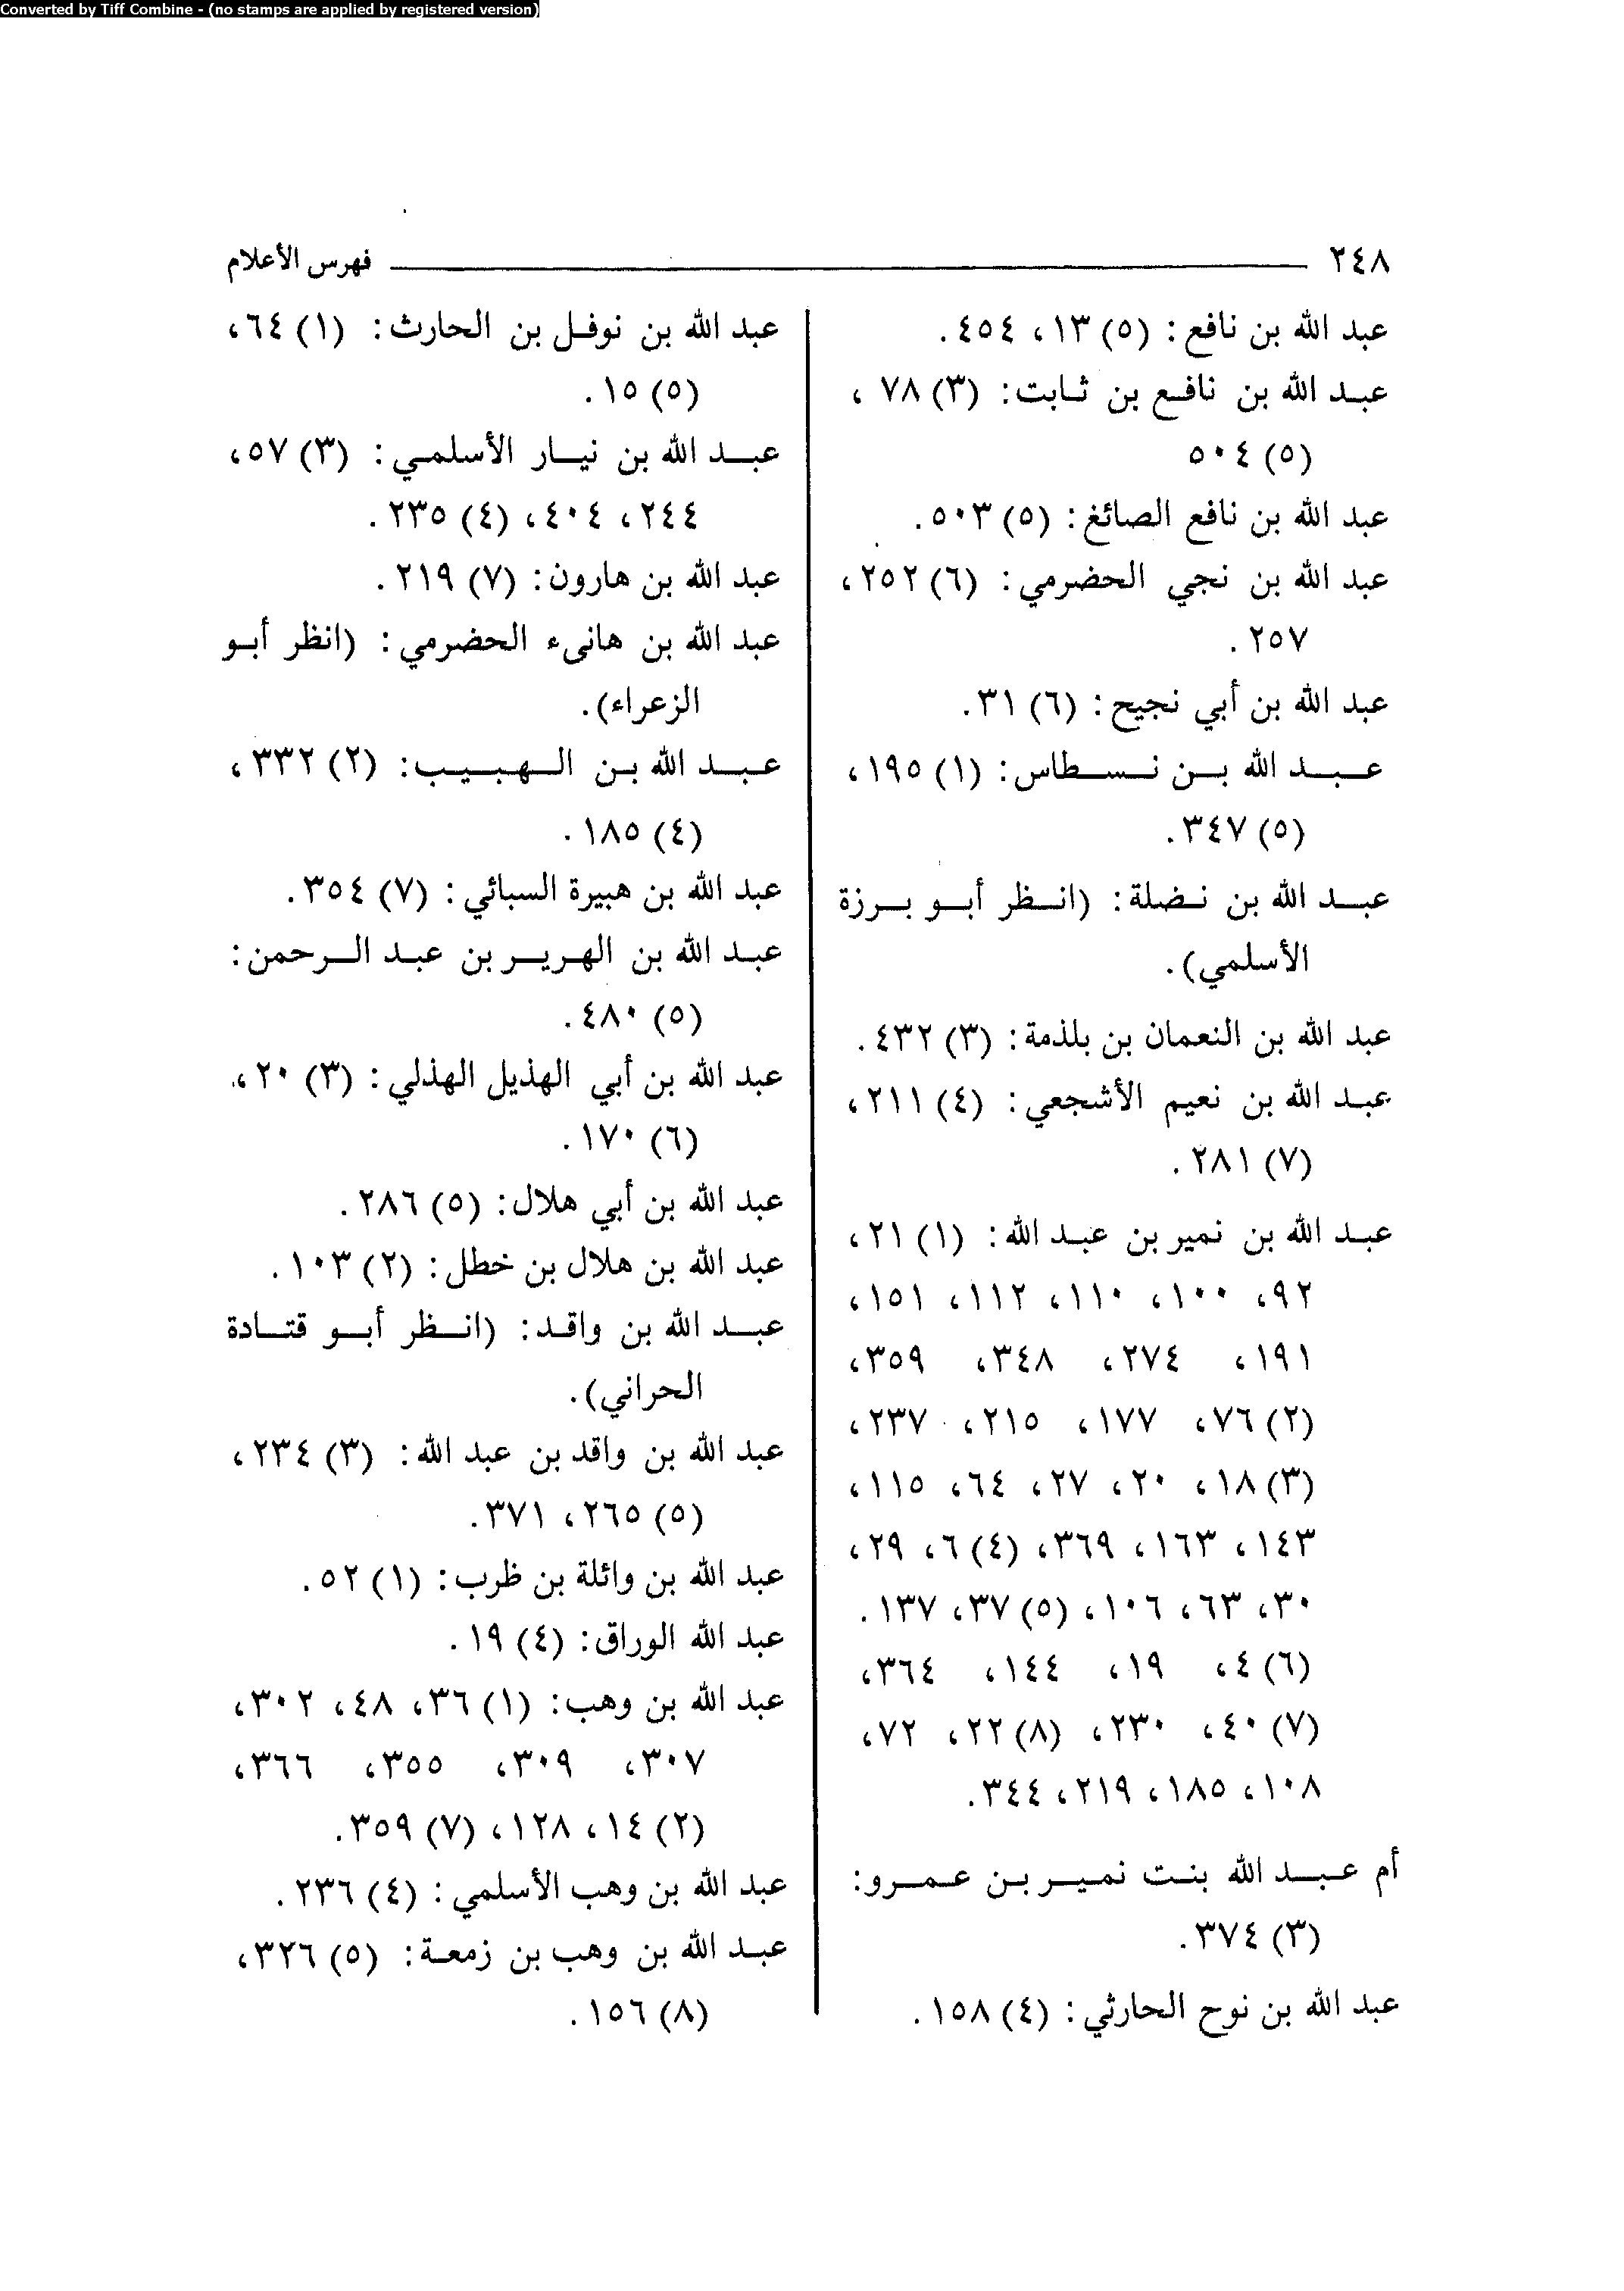 Converted by Tiff Combine - (no stamps are applied by registered version)
٢٤٨ فهرس الأعلام
عبد الله بن نافع: (٥) ١٣، ٤٥٤.
عبد الله بن نافع بن ثابت: (٣) ٧٨،
(٥) ٥٠٤
عبد الله بن نافع الصائغ: (٥) ٥٠٣.
عبد الله بن نجي الحضرمي: (٦) ٢٥٢،
٢٥٧.
عبد الله بن أبي نجيح: (٦) ٣١.
عبد الله بن نسطاس: (١) ١٩٥،
(٥) ٣٤٧.
عبد الله بن نضلة: (انظر أبو برزة
الأسلمي).
عبد الله بن النعمان بن بلذمة: (٣) ٤٣٢.
عبد الله بن نعيم الأشجعي: (٤) ٢١١،
(٧) ٢٨١.
عبد الله بن نمير بن عبد الله: (١) ٢١،
٩٢، ١٠٠، ١١٠، ١١٢، ١٥١،
١٩١، ٢٧٤، ٣٤٨، ٣٥٩،
(٢) ٧٦، ١٧٧، ٢١٥، ٢٣٧،
(٣) ١٨، ٢٠، ٢٧، ٦٤، ١١٥،
١٤٣، ١٦٣، ٣٦٩، (٤) ٦، ٢٩،
٣٠، ٦٣، ١٠٦، (٥) ٣٧، ١٣٧.
(٦) ٤، ١٩، ١٤٤، ٣٦٤،
(٧) ٤٠، ٢٣٠، (٨) ٢٢، ٧٢،
١٠٨، ١٨٥، ٢١٩، ٣٤٤.
أم عبد الله بنت نمير بن عمرو:
(٣) ٣٧٤.
عبد الله بن نوح الحارثي: (٤) ١٥٨.
عبد الله بن نوفل بن الحارث: (١) ٦٤،
(٥) ١٥.
عبد الله بن نيار الأسلمي: (٣) ٥٧،
٢٤٤، ٤٠٤، (٤) ٢٣٥.
عبد الله بن هارون: (٧) ٢١٩.
عبد الله بن هانىء الحضرمي: (انظر أبو
الزعراء).
عبد الله بن الهبيب: (٢) ٣٣٢،
(٤) ١٨٥.
عبد الله بن هبيرة السبائي: (٧) ٣٥٤.
عبد الله بن الهرير بن عبد الرحمن:
(٥) ٤٨٠.
عبد الله بن أبي الهذيل الهذلي: (٣) ٢٠،
(٦) ١٧٠.
عبد الله بن أبي هلال: (٥) ٢٨٦.
عبد الله بن هلال بن خطل: (٢) ١٠٣.
عبد الله بن واقد: (انظر أبو قتادة
الحراني).
عبد الله بن واقد بن عبد الله: (٣) ٢٣٤،
(٥) ٢٦٥، ٣٧١.
عبد الله بن وائلة بن ظرب: (١) ٥٢.
عبد الله الوراق: (٤) ١٩.
عبد الله بن وهب: (١) ٣٦، ٤٨، ٣٠٢،
٣٠٧، ٣٠٩، ٣٥٥، ٣٦٦،
(٢) ١٤، ١٢٨، (٧) ٣٥٩.
عبد الله بن وهب الأسلمي: (٤) ٢٣٦.
عبد الله بن وهب بن زمعة: (٥) ٣٢٦،
(٨) ١٥٦.